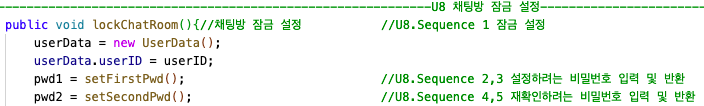 ------------------------------------------------------------U8 채팅방 잠금 설정-----------------------
public void lockChatRoom(){//채팅방 잠금 설정 //U8.Sequence 1 잠금 설정
userData = new UserData();
userData.userID = userID;
pwd1 = setFirstPwd(); //U8.Sequence 2,3 설정하려는 비밀번호 입력 및 반환
pwd2 = setSecondPwd(); //U8.Sequence 4,5 재확인하려는 비밀번호 입력 및 반환